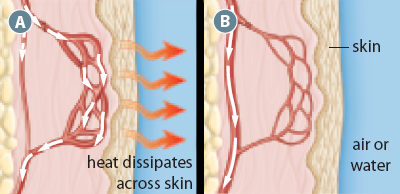 A
heat dissipates
across skin
B
skin
air or
water